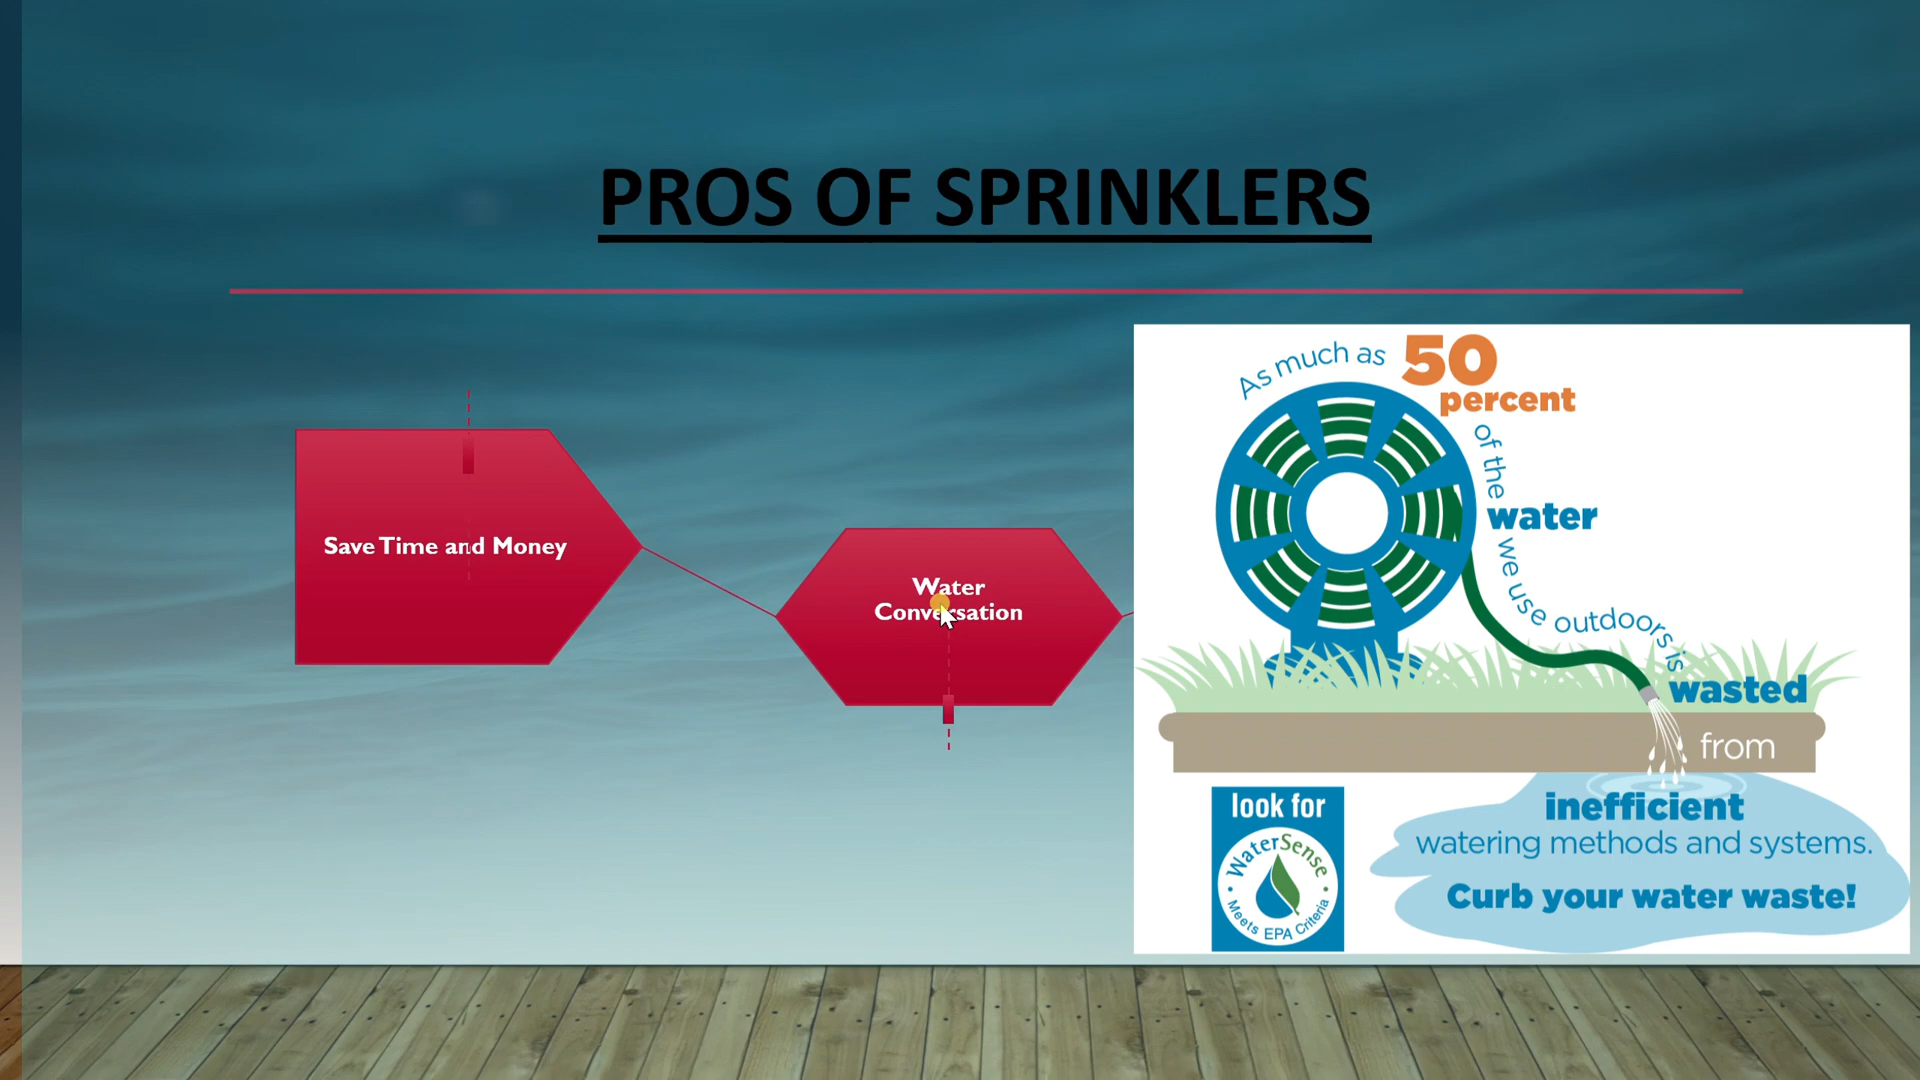 PROS OF SPRINKLERS
Save Time and Money
Water
Conversation
As much as 50
percent
of the
water
we use outdoors is
wasted
from
inefficient
watering methods and systems.
Curb your water waste!
look for
WaterSense
Meets EPA Criteria